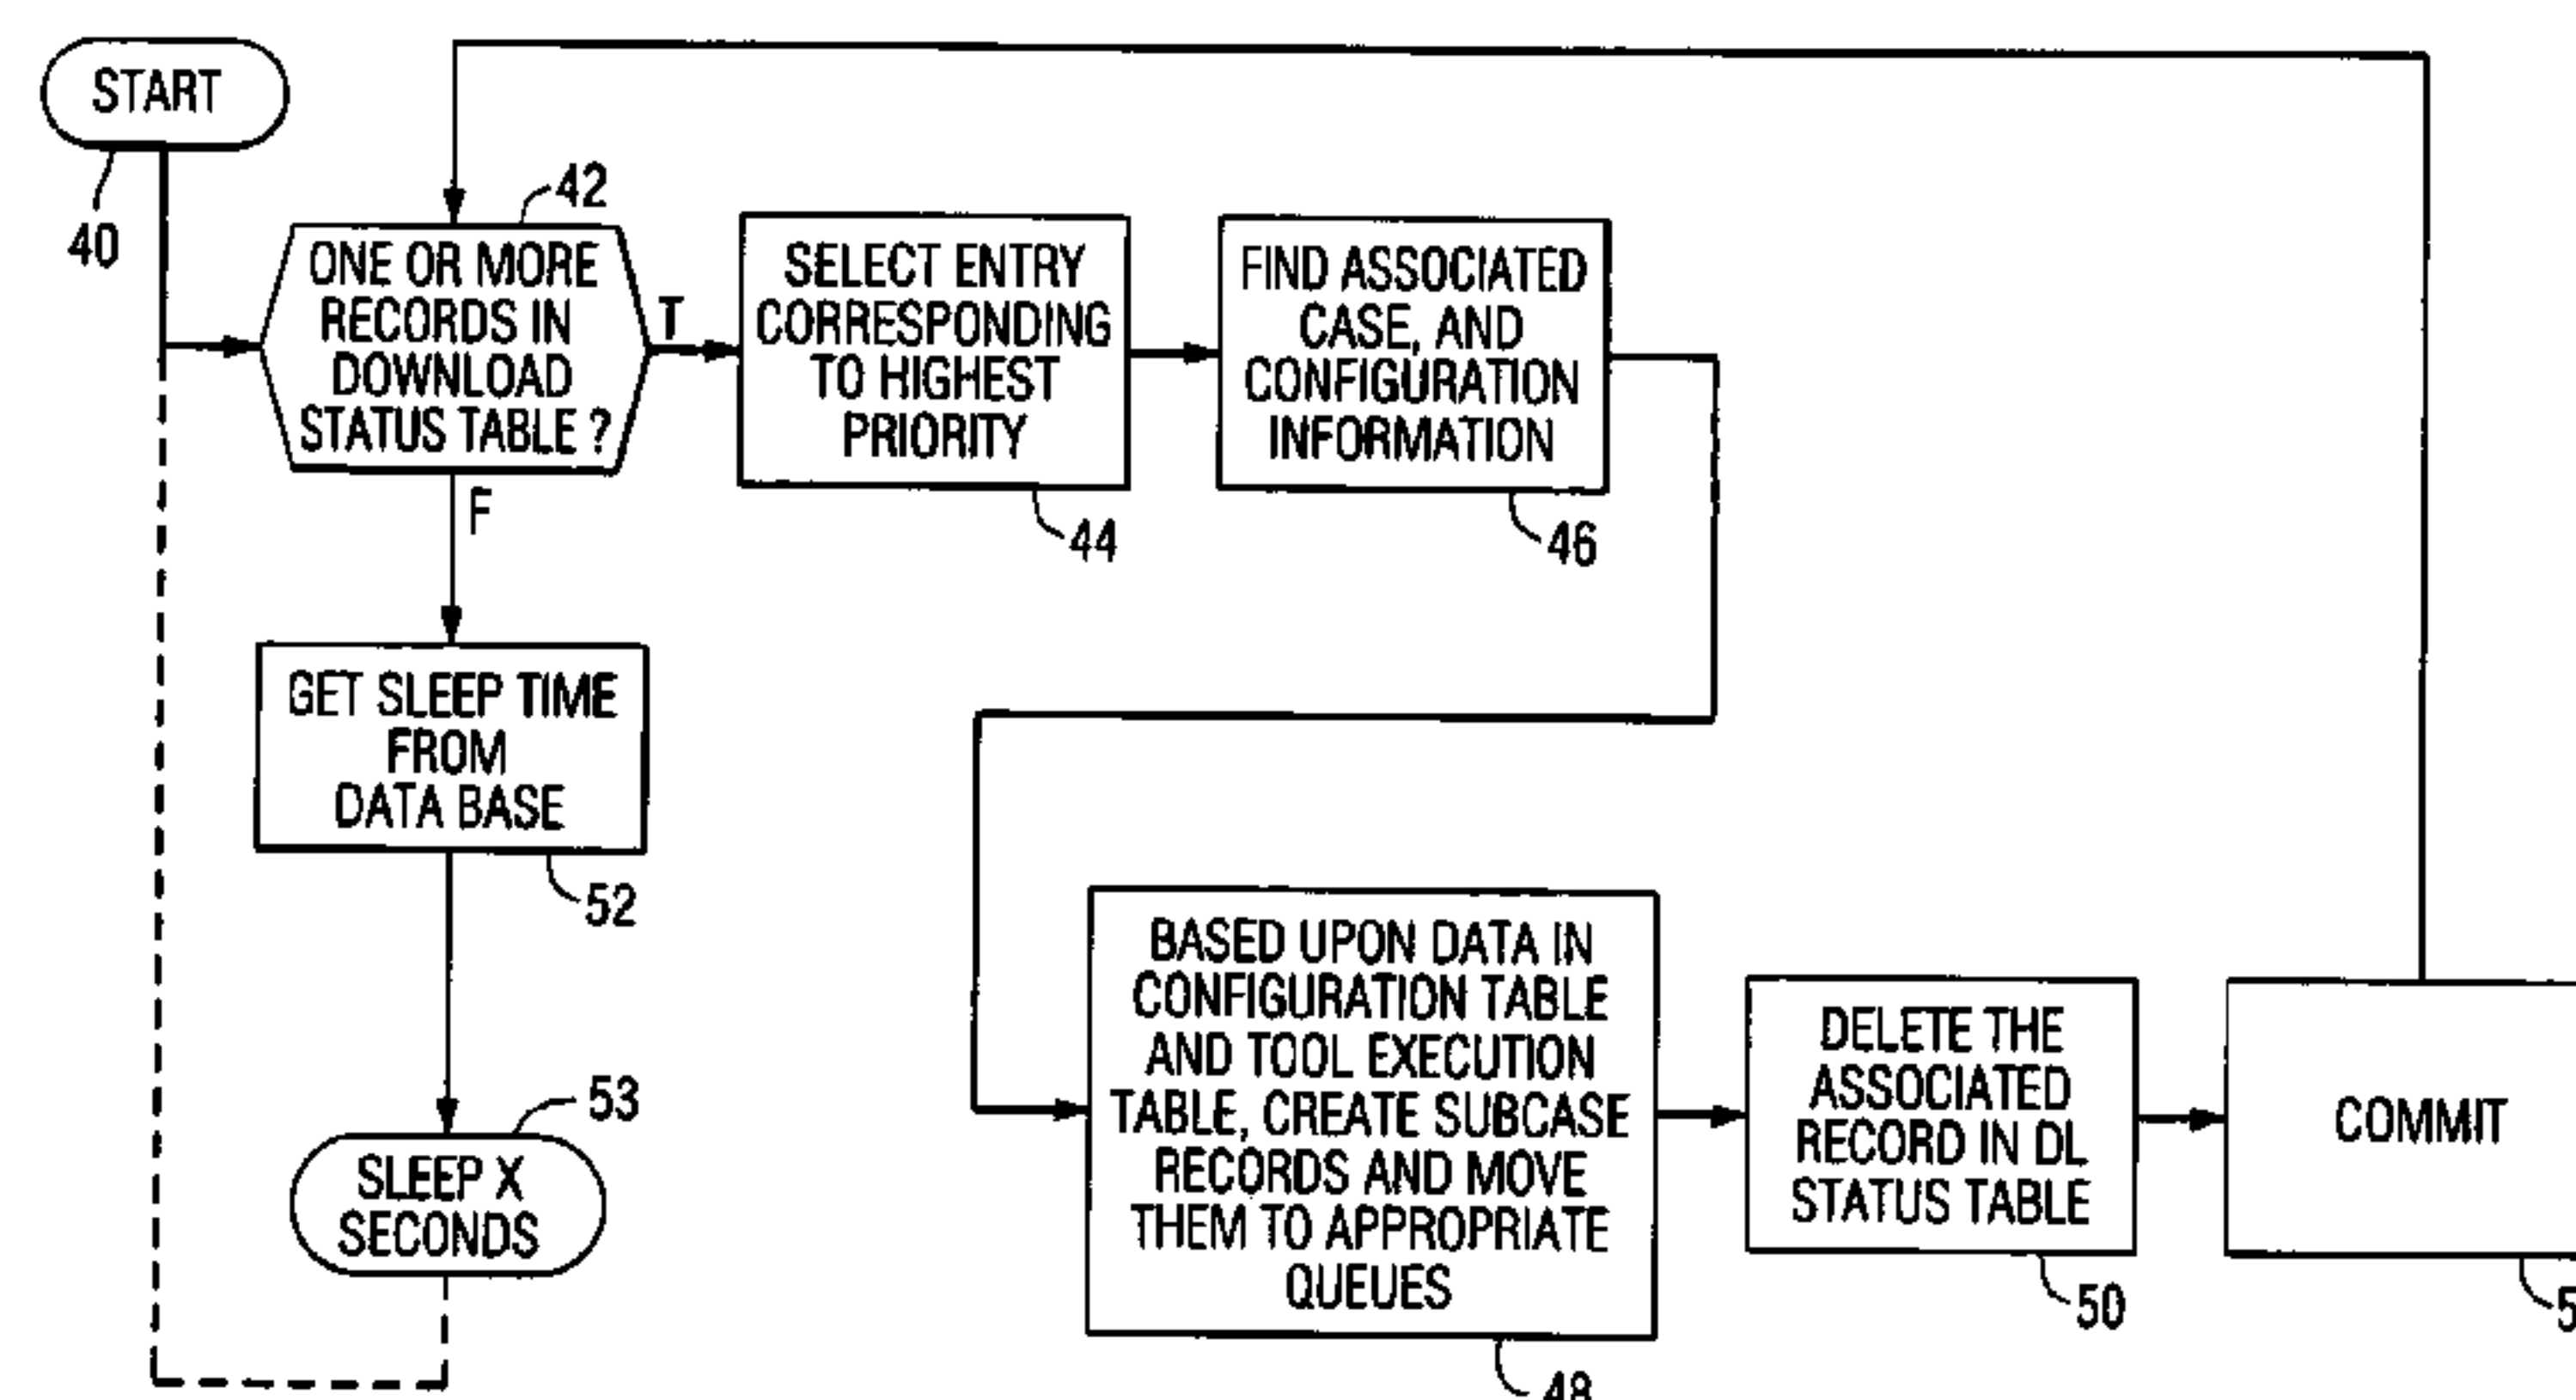 START
40
42
ONE OR MORE
RECORDS IN
DOWNLOAD
STATUS TABLE ?
T
F
SELECT ENTRY
CORRESPONDING
TO HIGHEST
PRIORITY
44
FIND ASSOCIATED
CASE, AND
CONFIGURATION
INFORMATION
46
GET SLEEP TIME
FROM
DATA BASE
52
53
SLEEP X
SECONDS
BASED UPON DATA IN
CONFIGURATION TABLE
AND TOOL EXECUTION
TABLE, CREATE SUBCASE
RECORDS AND MOVE
THEM TO APPROPRIATE
QUEUES
48
DELETE THE
ASSOCIATED
RECORD IN DL
STATUS TABLE
50
COMMIT